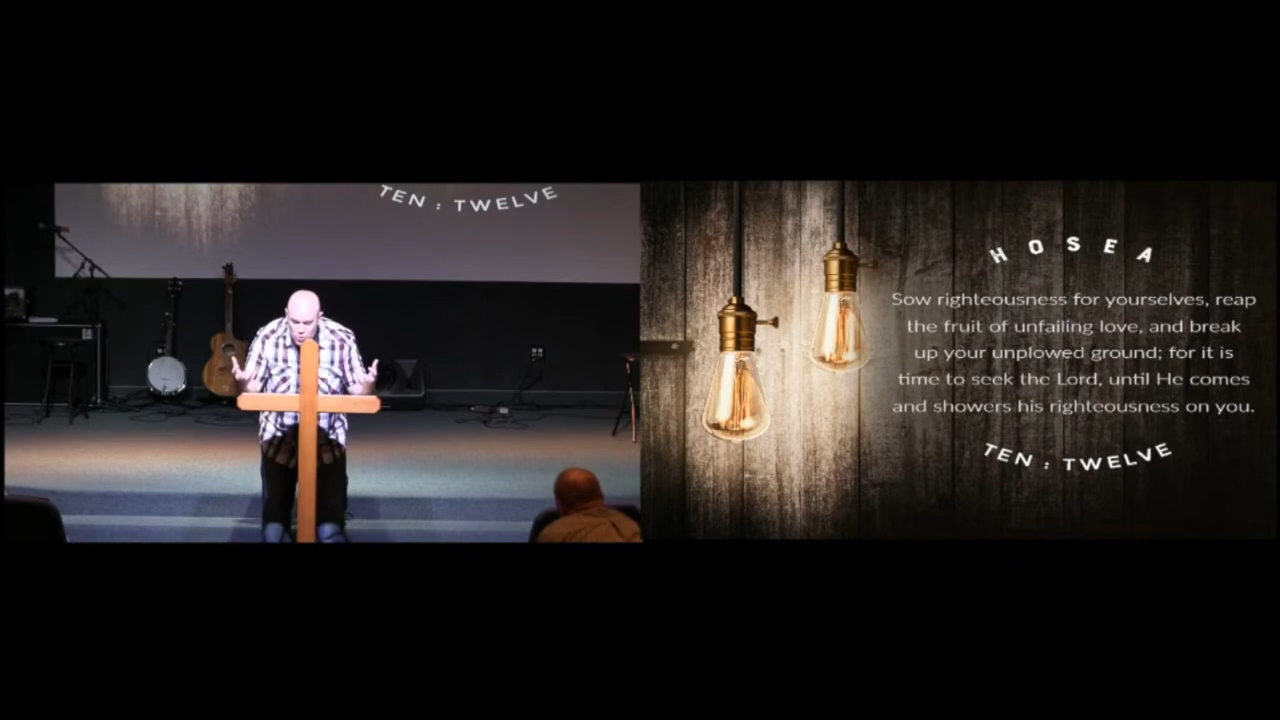 TEN : TWELVE
HOSEA
Sow righteousness for yourselves, reap
the fruit of unfailing love, and break
up your unplowed ground; for it is
time to seek the Lord, until He comes
and showers his righteousness on you.
TEN : TWELVE